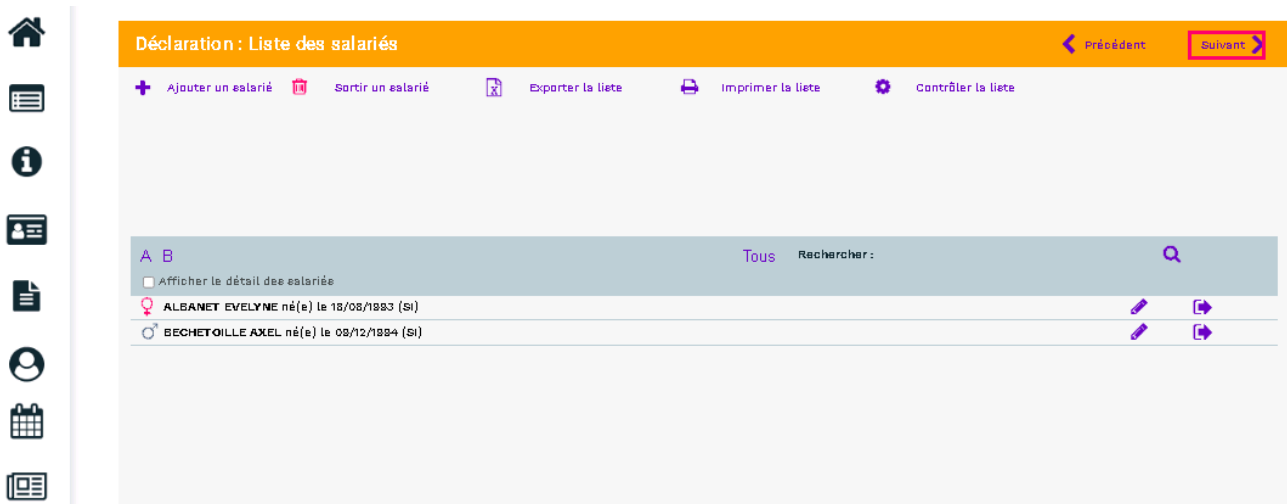 Déclaration : Liste des salariés
Précédent
Suivant
Ajouter un salarié
Sortir un salarié
Exporter la liste
Imprimer la liste
Contrôler la liste
A B
Tous
Rechercher :
Afficher le détail des salariés
ALBANET EVELYNE né(e) le 18/08/1993 (SI)
BECHETOILLE AXEL né(e) le 09/12/1994 (SI)